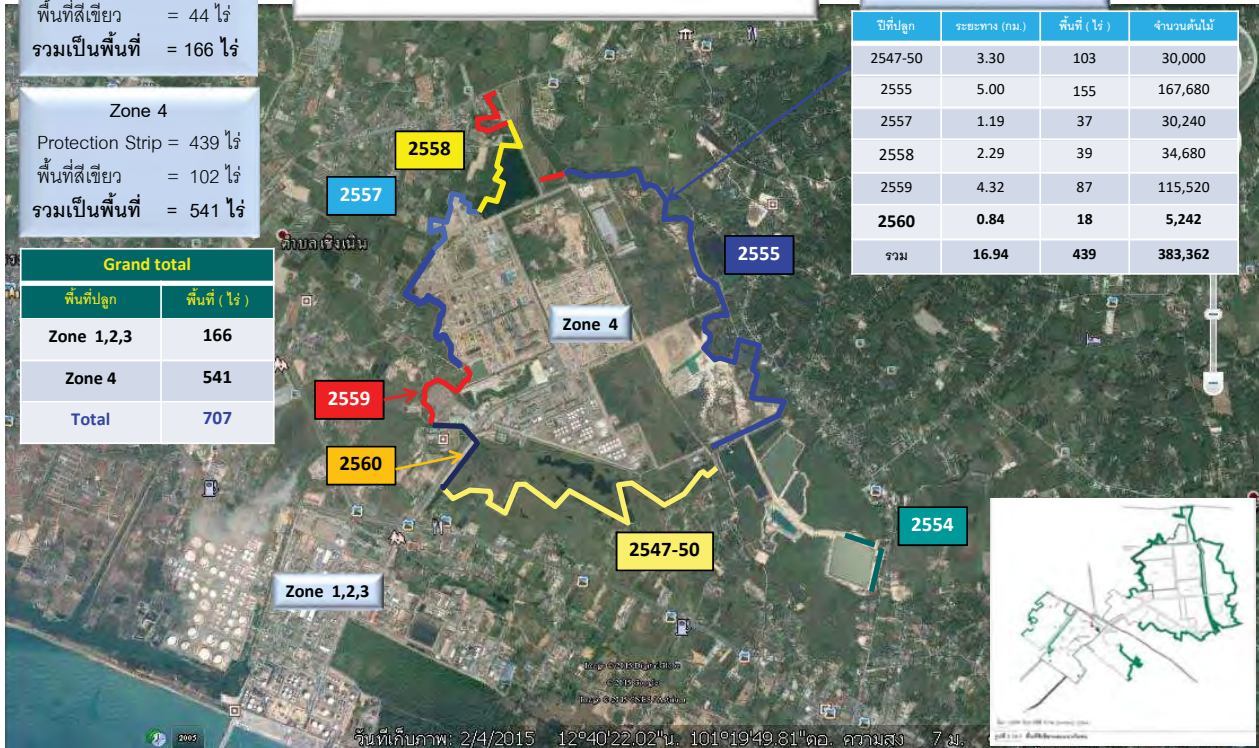 พื้นที่สีเขียว = 44 ไร่
รวมเป็นพื้นที่ = 166 ไร่
Zone 4
Protection Strip = 439 ไร่
พื้นที่สีเขียว = 102 ไร่
รวมเป็นพื้นที่ = 541 ไร่
Grand total
พื้นที่ปลูก พื้นที่ ( ไร่ )
Zone 1,2,3 166
Zone 4 541
Total 707
ปีที่ปลูก ระยะทาง (กม.) พื้นที่ ( ไร่ ) จำนวนต้นไม้
2547-50 3.30 103 30,000
2555 5.00 155 167,680
2557 1.19 37 30,240
2558 2.29 39 34,680
2559 4.32 87 115,520
2560 0.84 18 5,242
รวม 16.94 439 383,362
2558
2557
ตำบลเชิงเนิน
2555
Zone 4
2559
2560
2554
2547-50
Zone 1,2,3
2005
วันที่เก็บภาพ: 2/4/2015 12°40'22.02"น. 101°19'49.81"ตอ. ความสูง 7 ม.